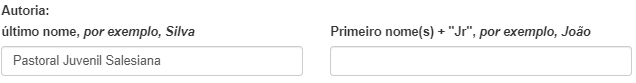 Autoria:
último nome, por exemplo, Silva
Primeiro nome(s) + "Jr", por exemplo, João
Pastoral Juvenil Salesiana